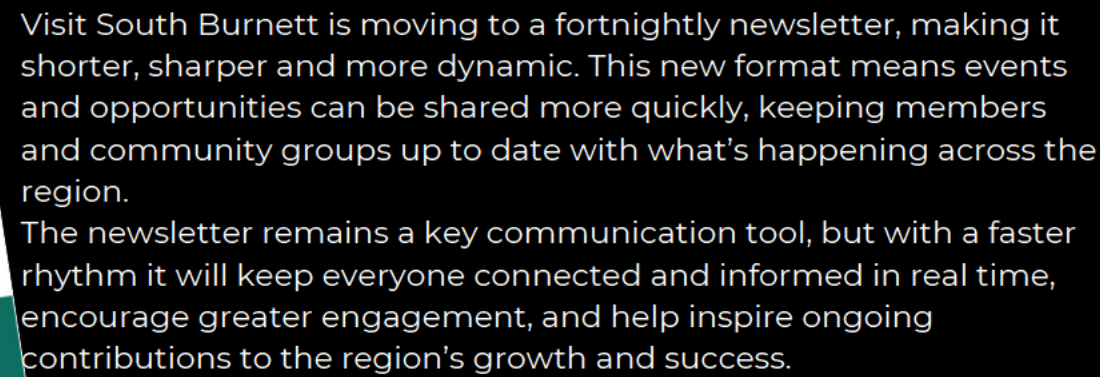 Visit South Burnett is moving to a fortnightly newsletter, making it
shorter, sharper and more dynamic. This new format means events
and opportunities can be shared more quickly, keeping members
and community groups up to date with what’s happening across the
region.
The newsletter remains a key communication tool, but with a faster
rhythm it will keep everyone connected and informed in real time,
encourage greater engagement, and help inspire ongoing
contributions to the region’s growth and success.